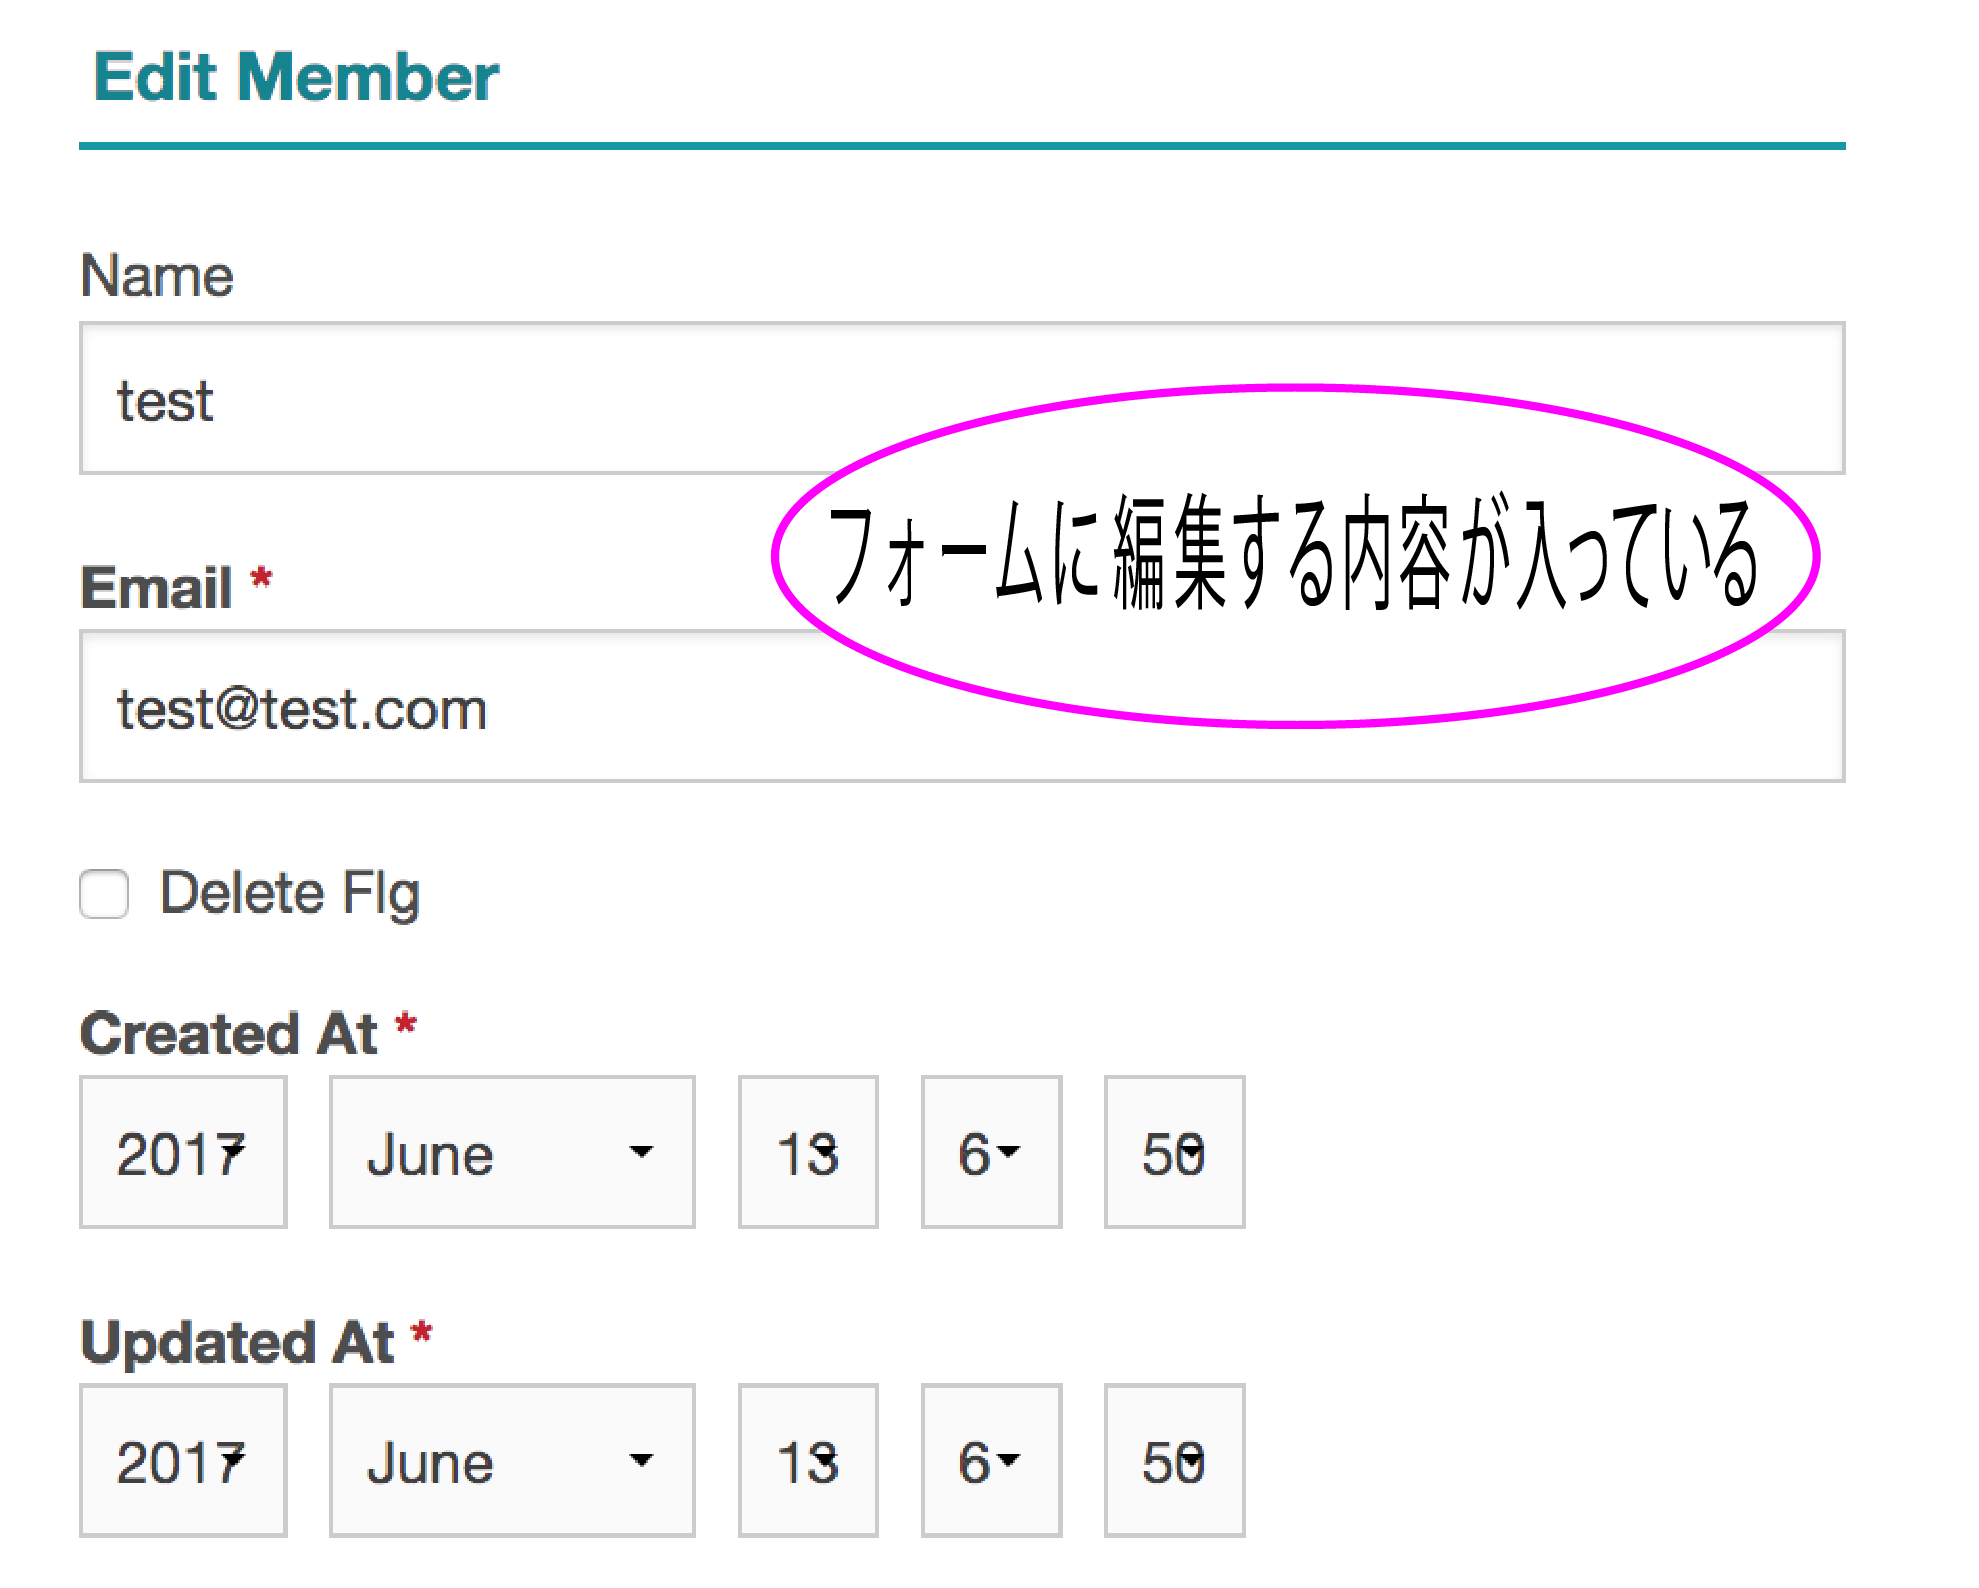 Edit Member
Name
test
フォームに編集する内容が入っている
Email *
test@test.com
Delete Flg
Created At *
2017 June 13 6 50
Updated At *
2017 June 13 6 50